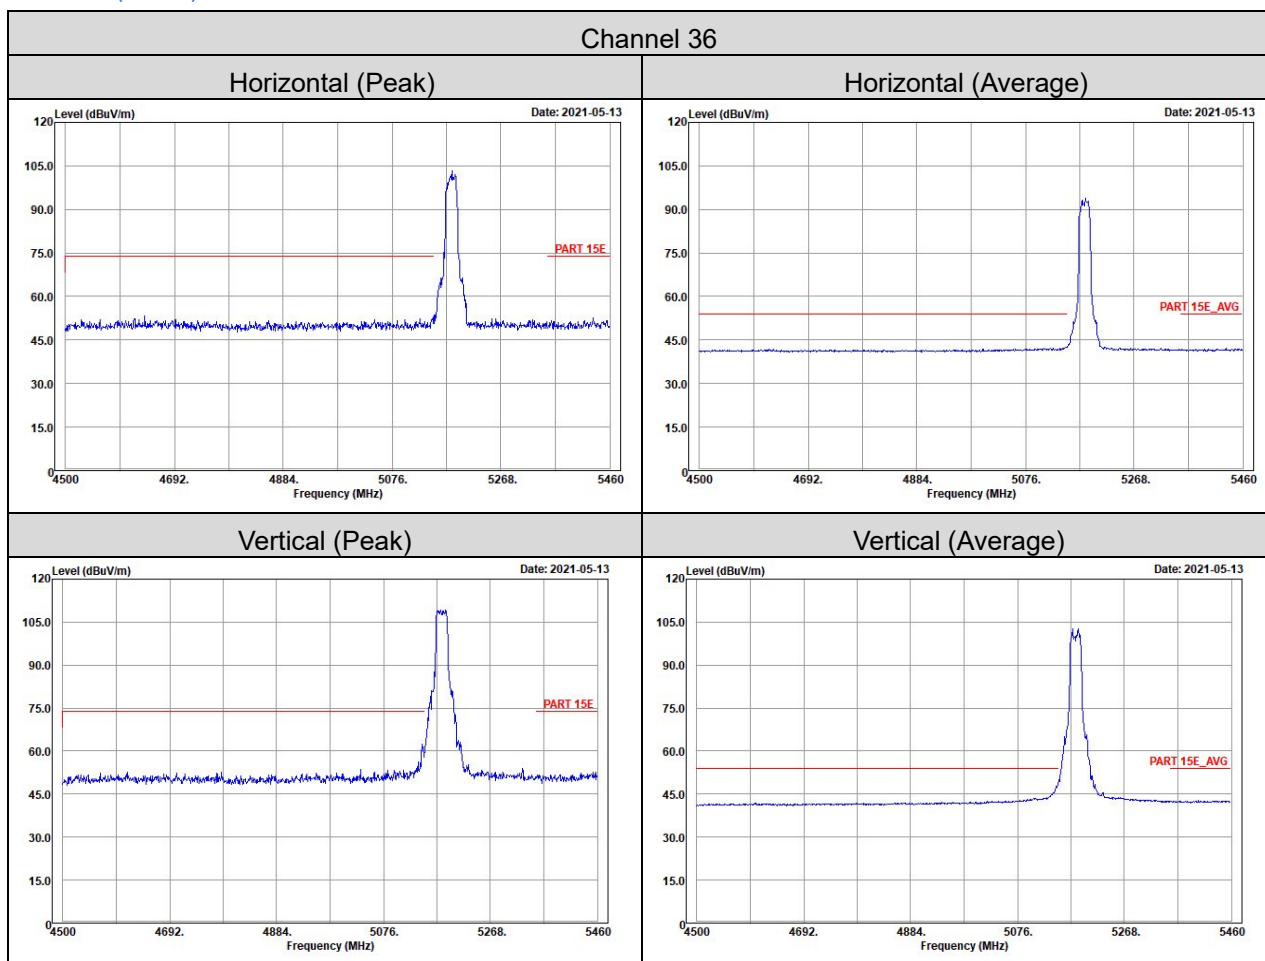 Channel 36
Horizontal (Peak)
Horizontal (Average)
Level (dBuV/m)
Date: 2021-05-13
120
105.0
90.0
75.0
60.0
45.0
30.0
15.0
0
PART 15E
4500
4692.
4884.
5076.
5268.
5460
Frequency (MHz)
Level (dBuV/m)
Date: 2021-05-13
120
105.0
90.0
75.0
60.0
45.0
30.0
15.0
0
PART 15E_AVG
4500
4692.
4884.
5076.
5268.
5460
Frequency (MHz)
Vertical (Peak)
Vertical (Average)
Level (dBuV/m)
Date: 2021-05-13
120
105.0
90.0
75.0
60.0
45.0
30.0
15.0
0
PART 15E
4500
4692.
4884.
5076.
5268.
5460
Frequency (MHz)
Level (dBuV/m)
Date: 2021-05-13
120
105.0
90.0
75.0
60.0
45.0
30.0
15.0
0
PART 15E_AVG
4500
4692.
4884.
5076.
5268.
5460
Frequency (MHz)